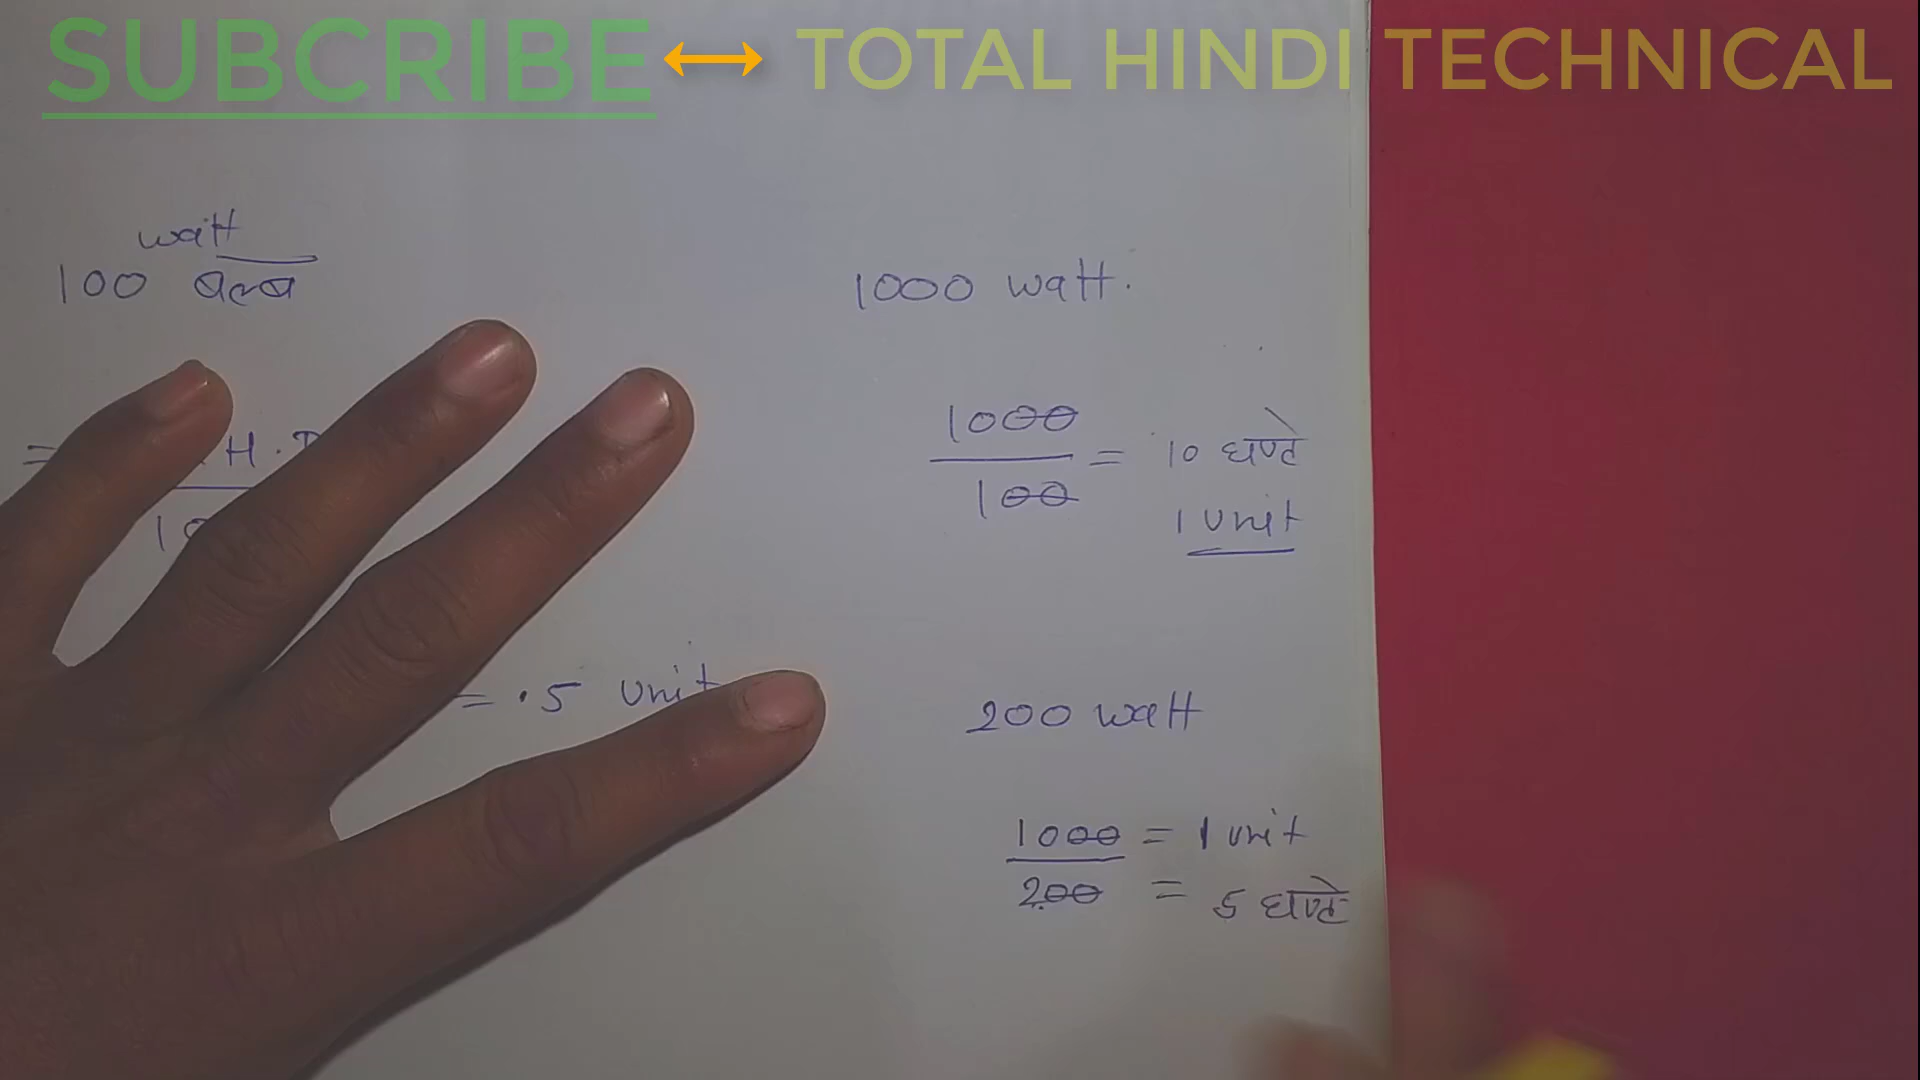 SUBCRIBE ↔ TOTAL HINDI TECHNICAL
watt
100 बल्ब
= H.
10
= .5 unit
1000 watt.
1000
100
= 10 घण्टे
1 unit
200 watt
1000 = 1 unit
200 = 5 घण्टे